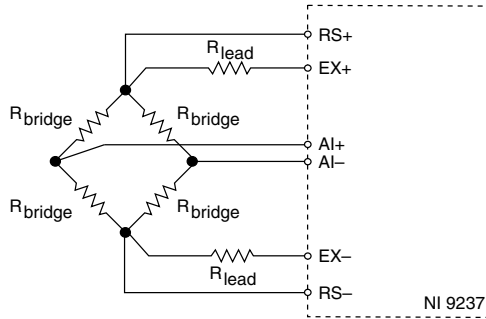 RS+
Rlead
EX+
Rbridge
Rbridge
AI+
AI–
Rbridge
Rbridge
EX–
Rlead
RS–
NI 9237